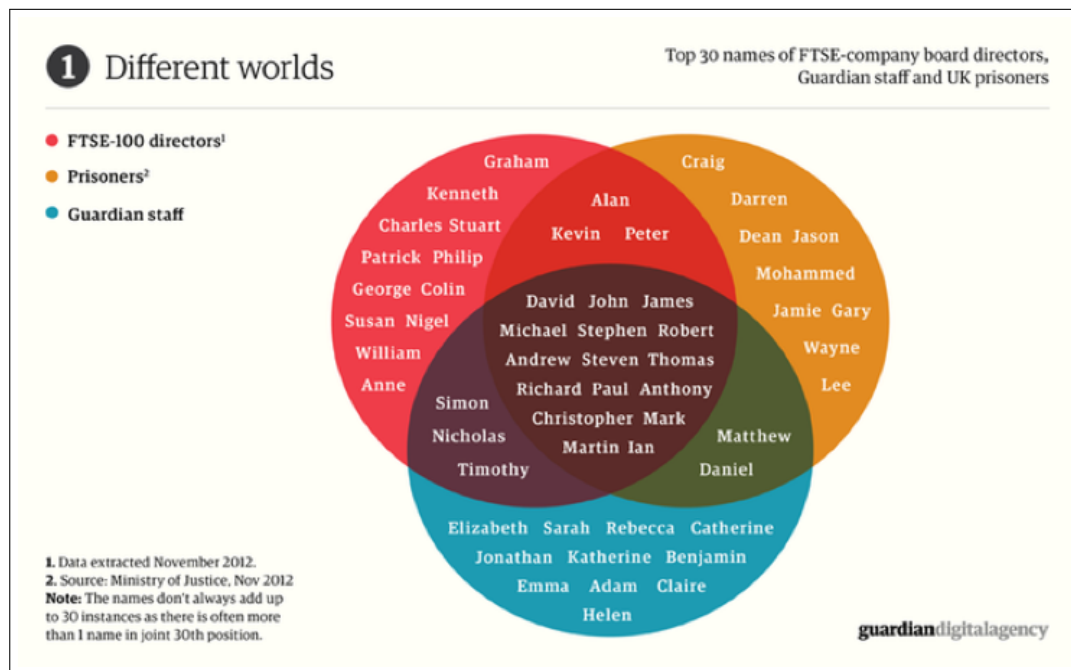 1 Different worlds
Top 30 names of FTSE-company board directors,
Guardian staff and UK prisoners
FTSE-100 directors¹
Prisoners²
Guardian staff
Graham
Kenneth
Charles Stuart
Patrick Philip
George Colin
Susan Nigel
William
Anne
Alan
Kevin Peter
Craig
Darren
Dean Jason
Mohammed
Jamie Gary
Wayne
Lee
David John James
Michael Stephen Robert
Andrew Steven Thomas
Richard Paul Anthony
Christopher Mark
Martin Ian
Simon
Nicholas
Timothy
Matthew
Daniel
Elizabeth Sarah Rebecca Catherine
Jonathan Katherine Benjamin
Emma Adam Claire
Helen
1. Data extracted November 2012.
2. Source: Ministry of Justice, Nov 2012
Note: The names don't always add up
to 30 instances as there is often more
than 1 name in joint 30th position.
guardiandigitalagency